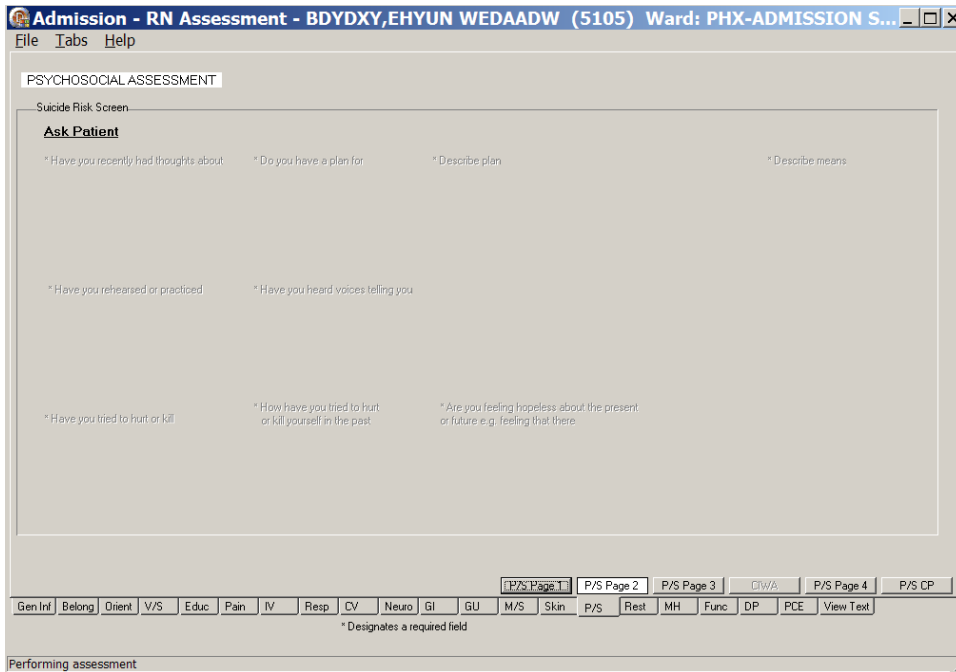 Admission - RN Assessment - BDYDXY,EHYUN WEDAADW (5105) Ward: PHX-ADMISSION S...
File Tabs Help
PSYCHOSOCIAL ASSESSMENT
Suicide Risk Screen
Ask Patient
* Have you recently had thoughts about * Do you have a plan for * Describe plan * Describe means
* Have you rehearsed or practiced * Have you heard voices telling you
* Have you tried to hurt or kill * How have you tried to hurt * Are you feeling hopeless about the present
or kill yourself in the past or future e.g. feeling that there
P/S Page 1 P/S Page 2 P/S Page 3 CIWA P/S Page 4 P/S CP
Gen Inf Belong Orient V/S Educ Pain IV Resp CV Neuro GI GU M/S Skin P/S Rest MH Func DP PCE View Text
* Designates a required field
Performing assessment